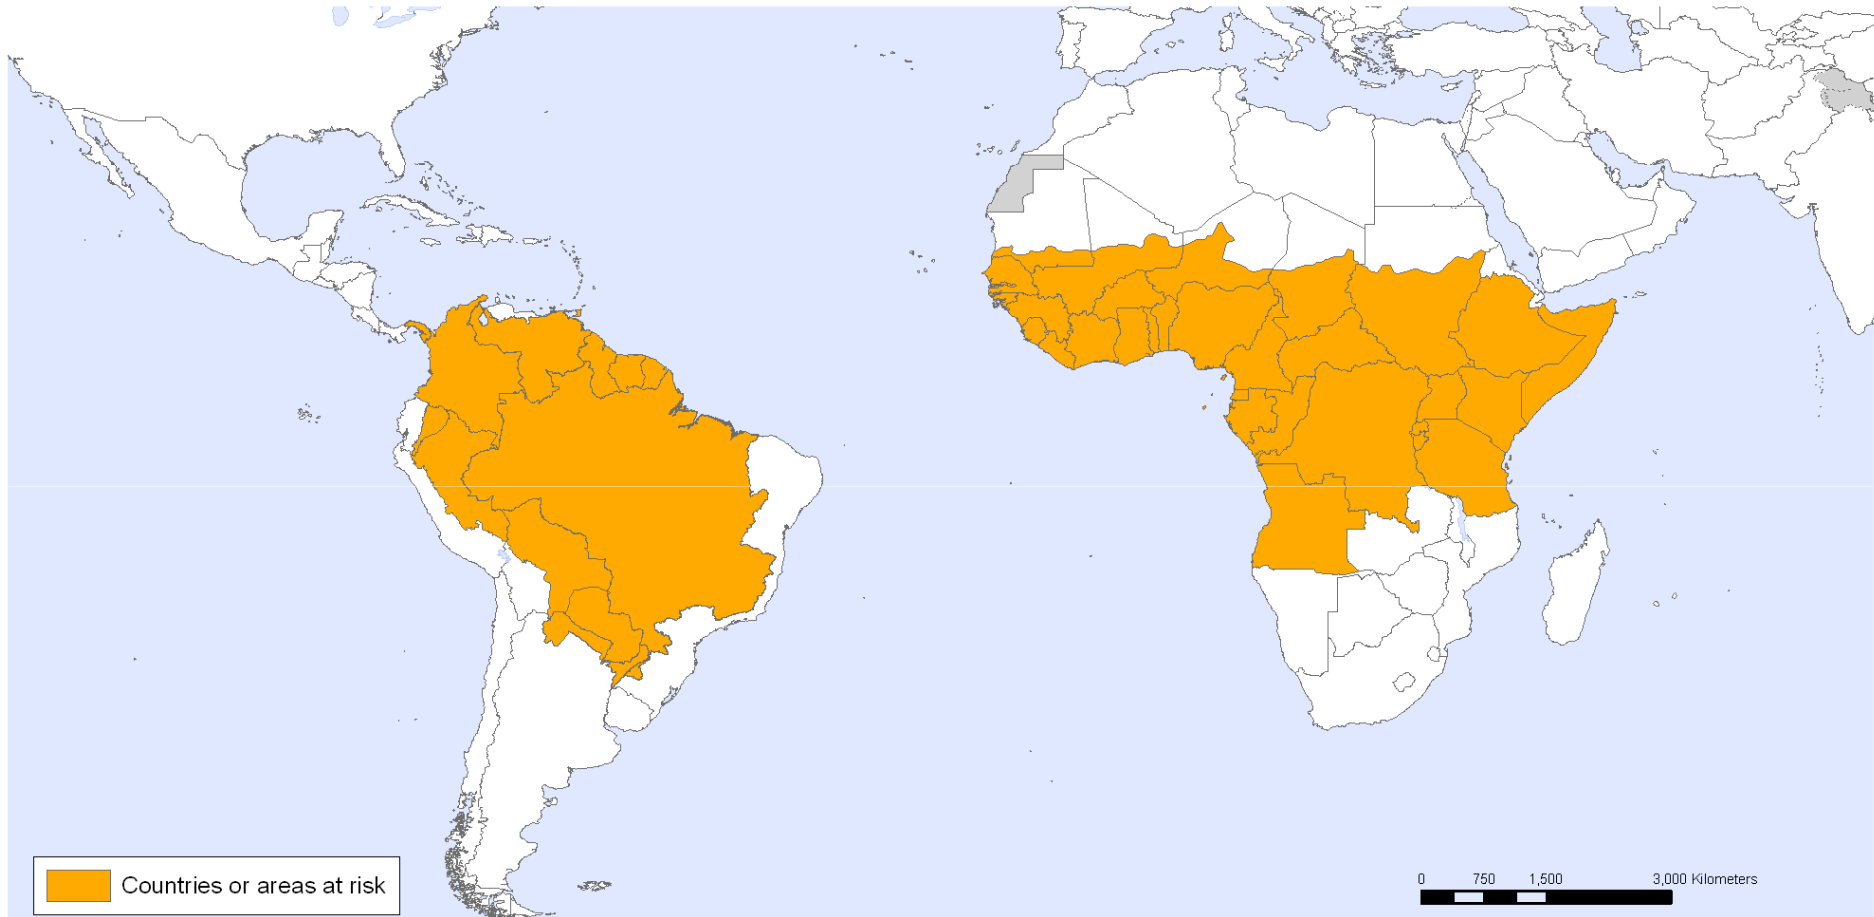 Countries or areas at risk
0 750 1,500 3,000 Kilometers